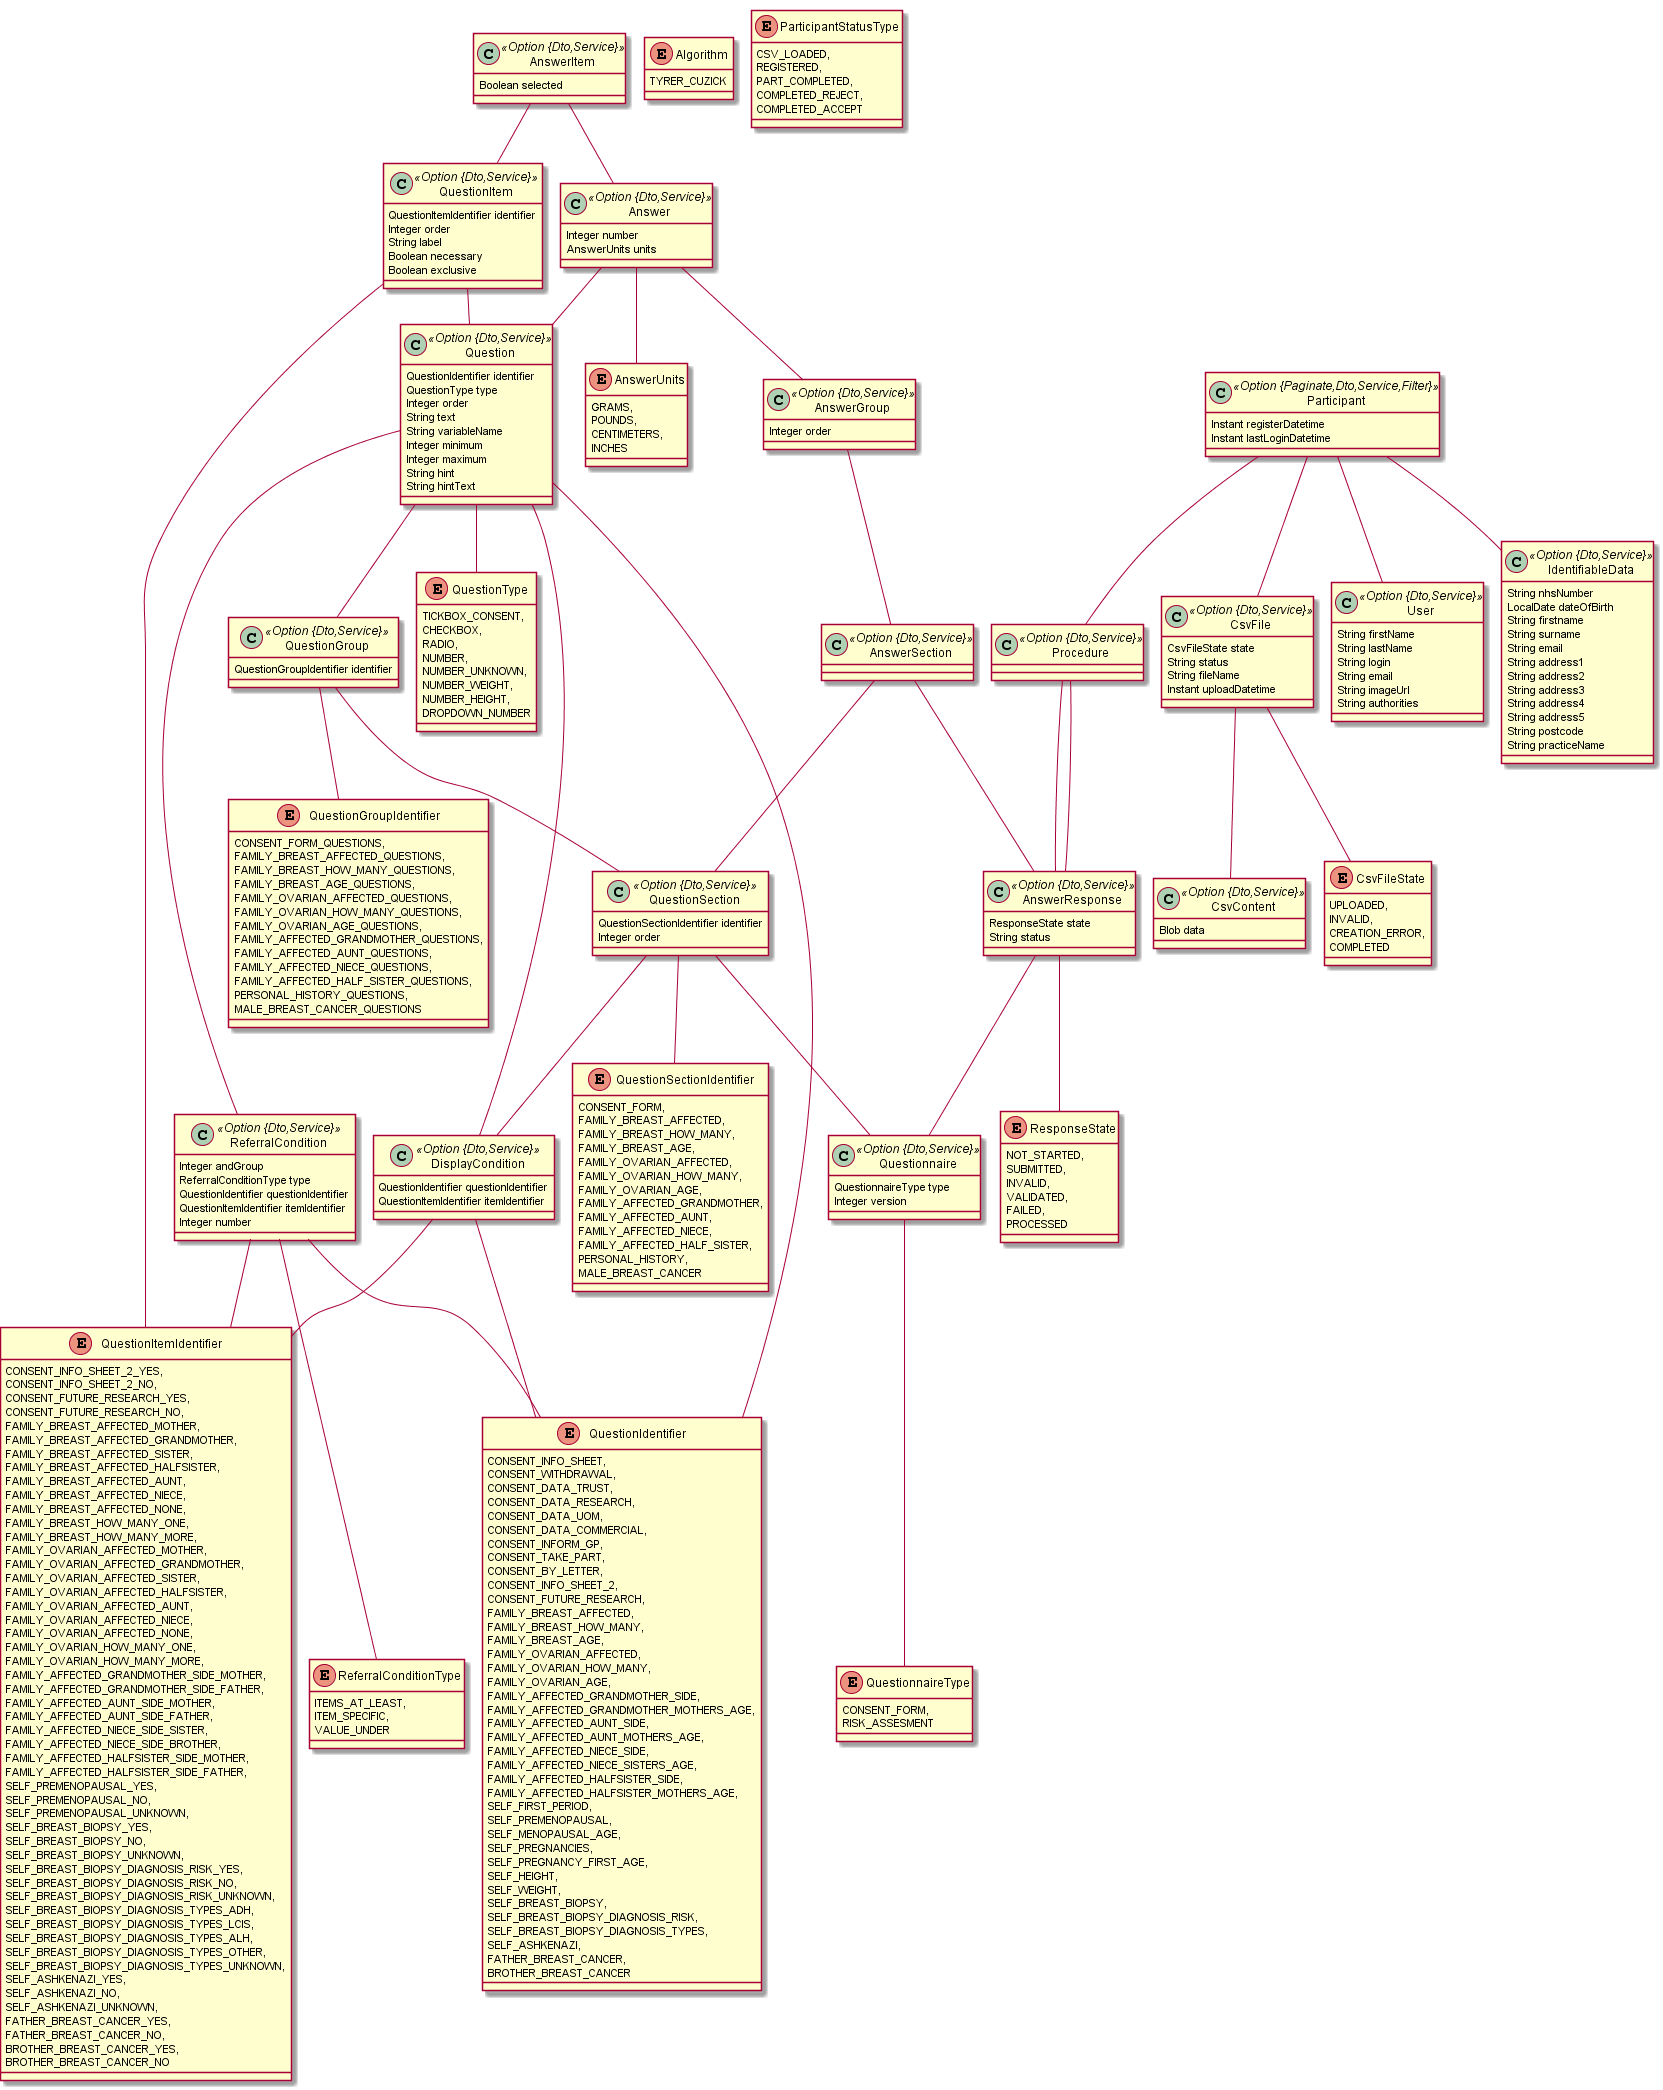 C
«Option {Dto,Service}»
AnswerItem
Boolean selected
E
Algorithm
TYRER_CUZICK
E
ParticipantStatusType
CSV_LOADED,
REGISTERED,
PART_COMPLETED,
COMPLETED_REJECT,
COMPLETED_ACCEPT
C
«Option {Dto,Service}»
QuestionItem
QuestionItemIdentifier identifier
Integer order
String label
Boolean necessary
Boolean exclusive
C
«Option {Dto,Service}»
Answer
Integer number
AnswerUnits units
C
«Option {Dto,Service}»
Question
QuestionIdentifier identifier
QuestionType type
Integer order
String text
String variableName
Integer minimum
Integer maximum
String hint
String hintText
E
AnswerUnits
GRAMS,
POUNDS,
CENTIMETERS,
INCHES
C
«Option {Dto,Service}»
AnswerGroup
Integer order
C
«Option {Paginate,Dto,Service,Filter}»
Participant
Instant registerDatetime
Instant lastLoginDatetime
C
«Option {Dto,Service}»
QuestionGroup
QuestionGroupIdentifier identifier
E
QuestionType
TICKBOX_CONSENT,
CHECKBOX,
RADIO,
NUMBER,
NUMBER_UNKNOWN,
NUMBER_WEIGHT,
NUMBER_HEIGHT,
DROPDOWN_NUMBER
C
«Option {Dto,Service}»
AnswerSection
C
«Option {Dto,Service}»
Procedure
C
«Option {Dto,Service}»
CsvFile
CsvFileState state
String status
String fileName
Instant uploadDatetime
C
«Option {Dto,Service}»
User
String firstName
String lastName
String login
String email
String imageUrl
String authorities
C
«Option {Dto,Service}»
IdentifiableData
String nhsNumber
LocalDate dateOfBirth
String firstname
String surname
String email
String address1
String address2
String address3
String address4
String address5
String postcode
String practiceName
E
QuestionGroupIdentifier
CONSENT_FORM_QUESTIONS,
FAMILY_BREAST_AFFECTED_QUESTIONS,
FAMILY_BREAST_HOW_MANY_QUESTIONS,
FAMILY_BREAST_AGE_QUESTIONS,
FAMILY_OVARIAN_AFFECTED_QUESTIONS,
FAMILY_OVARIAN_HOW_MANY_QUESTIONS,
FAMILY_OVARIAN_AGE_QUESTIONS,
FAMILY_AFFECTED_GRANDMOTHER_QUESTIONS,
FAMILY_AFFECTED_AUNT_QUESTIONS,
FAMILY_AFFECTED_NIECE_QUESTIONS,
FAMILY_AFFECTED_HALF_SISTER_QUESTIONS,
PERSONAL_HISTORY_QUESTIONS,
MALE_BREAST_CANCER_QUESTIONS
C
«Option {Dto,Service}»
QuestionSection
QuestionSectionIdentifier identifier
Integer order
C
«Option {Dto,Service}»
AnswerResponse
ResponseState state
String status
C
«Option {Dto,Service}»
CsvContent
Blob data
E
CsvFileState
UPLOADED,
INVALID,
CREATION_ERROR,
COMPLETED
C
«Option {Dto,Service}»
ReferralCondition
Integer andGroup
ReferralConditionType type
QuestionIdentifier questionIdentifier
QuestionItemIdentifier itemIdentifier
Integer number
C
«Option {Dto,Service}»
DisplayCondition
QuestionIdentifier questionIdentifier
QuestionItemIdentifier itemIdentifier
E
QuestionSectionIdentifier
CONSENT_FORM,
FAMILY_BREAST_AFFECTED,
FAMILY_BREAST_HOW_MANY,
FAMILY_BREAST_AGE,
FAMILY_OVARIAN_AFFECTED,
FAMILY_OVARIAN_HOW_MANY,
FAMILY_OVARIAN_AGE,
FAMILY_AFFECTED_GRANDMOTHER,
FAMILY_AFFECTED_AUNT,
FAMILY_AFFECTED_NIECE,
FAMILY_AFFECTED_HALF_SISTER,
PERSONAL_HISTORY,
MALE_BREAST_CANCER
C
«Option {Dto,Service}»
Questionnaire
QuestionnaireType type
Integer version
E
ResponseState
NOT_STARTED,
SUBMITTED,
INVALID,
VALIDATED,
FAILED,
PROCESSED
E
QuestionItemIdentifier
CONSENT_INFO_SHEET_2_YES,
CONSENT_INFO_SHEET_2_NO,
CONSENT_FUTURE_RESEARCH_YES,
CONSENT_FUTURE_RESEARCH_NO,
FAMILY_BREAST_AFFECTED_MOTHER,
FAMILY_BREAST_AFFECTED_GRANDMOTHER,
FAMILY_BREAST_AFFECTED_SISTER,
FAMILY_BREAST_AFFECTED_HALFSISTER,
FAMILY_BREAST_AFFECTED_AUNT,
FAMILY_BREAST_AFFECTED_NIECE,
FAMILY_BREAST_AFFECTED_NONE,
FAMILY_BREAST_HOW_MANY_ONE,
FAMILY_BREAST_HOW_MANY_MORE,
FAMILY_OVARIAN_AFFECTED_MOTHER,
FAMILY_OVARIAN_AFFECTED_GRANDMOTHER,
FAMILY_OVARIAN_AFFECTED_SISTER,
FAMILY_OVARIAN_AFFECTED_HALFSISTER,
FAMILY_OVARIAN_AFFECTED_AUNT,
FAMILY_OVARIAN_AFFECTED_NIECE,
FAMILY_OVARIAN_AFFECTED_NONE,
FAMILY_OVARIAN_HOW_MANY_ONE,
FAMILY_OVARIAN_HOW_MANY_MORE,
FAMILY_AFFECTED_GRANDMOTHER_SIDE_MOTHER,
FAMILY_AFFECTED_GRANDMOTHER_SIDE_FATHER,
FAMILY_AFFECTED_AUNT_SIDE_MOTHER,
FAMILY_AFFECTED_AUNT_SIDE_FATHER,
FAMILY_AFFECTED_NIECE_SIDE_SISTER,
FAMILY_AFFECTED_NIECE_SIDE_BROTHER,
FAMILY_AFFECTED_HALFSISTER_SIDE_MOTHER,
FAMILY_AFFECTED_HALFSISTER_SIDE_FATHER,
SELF_PREMENOPAUSAL_YES,
SELF_PREMENOPAUSAL_NO,
SELF_PREMENOPAUSAL_UNKNOWN,
SELF_BREAST_BIOPSY_YES,
SELF_BREAST_BIOPSY_NO,
SELF_BREAST_BIOPSY_UNKNOWN,
SELF_BREAST_BIOPSY_DIAGNOSIS_RISK_YES,
SELF_BREAST_BIOPSY_DIAGNOSIS_RISK_NO,
SELF_BREAST_BIOPSY_DIAGNOSIS_RISK_UNKNOWN,
SELF_BREAST_BIOPSY_DIAGNOSIS_TYPES_ADH,
SELF_BREAST_BIOPSY_DIAGNOSIS_TYPES_LCIS,
SELF_BREAST_BIOPSY_DIAGNOSIS_TYPES_ALH,
SELF_BREAST_BIOPSY_DIAGNOSIS_TYPES_OTHER,
SELF_BREAST_BIOPSY_DIAGNOSIS_TYPES_UNKNOWN,
SELF_ASHKENAZI_YES,
SELF_ASHKENAZI_NO,
SELF_ASHKENAZI_UNKNOWN,
FATHER_BREAST_CANCER_YES,
FATHER_BREAST_CANCER_NO,
BROTHER_BREAST_CANCER_YES,
BROTHER_BREAST_CANCER_NO
E
ReferralConditionType
ITEMS_AT_LEAST,
ITEM_SPECIFIC,
VALUE_UNDER
E
QuestionIdentifier
CONSENT_INFO_SHEET,
CONSENT_WITHDRAWAL,
CONSENT_DATA_TRUST,
CONSENT_DATA_RESEARCH,
CONSENT_DATA_UOM,
CONSENT_DATA_COMMERCIAL,
CONSENT_INFORM_GP,
CONSENT_TAKE_PART,
CONSENT_BY_LETTER,
CONSENT_INFO_SHEET_2,
CONSENT_FUTURE_RESEARCH,
FAMILY_BREAST_AFFECTED,
FAMILY_BREAST_HOW_MANY,
FAMILY_BREAST_AGE,
FAMILY_OVARIAN_AFFECTED,
FAMILY_OVARIAN_HOW_MANY,
FAMILY_OVARIAN_AGE,
FAMILY_AFFECTED_GRANDMOTHER_SIDE,
FAMILY_AFFECTED_GRANDMOTHER_MOTHERS_AGE,
FAMILY_AFFECTED_AUNT_SIDE,
FAMILY_AFFECTED_AUNT_MOTHERS_AGE,
FAMILY_AFFECTED_NIECE_SIDE,
FAMILY_AFFECTED_NIECE_SISTERS_AGE,
FAMILY_AFFECTED_HALFSISTER_SIDE,
FAMILY_AFFECTED_HALFSISTER_MOTHERS_AGE,
SELF_FIRST_PERIOD,
SELF_PREMENOPAUSAL,
SELF_MENOPAUSAL_AGE,
SELF_PREGNANCIES,
SELF_PREGNANCY_FIRST_AGE,
SELF_HEIGHT,
SELF_WEIGHT,
SELF_BREAST_BIOPSY,
SELF_BREAST_BIOPSY_DIAGNOSIS_RISK,
SELF_BREAST_BIOPSY_DIAGNOSIS_TYPES,
SELF_ASHKENAZI,
FATHER_BREAST_CANCER,
BROTHER_BREAST_CANCER
E
QuestionnaireType
CONSENT_FORM,
RISK_ASSESMENT